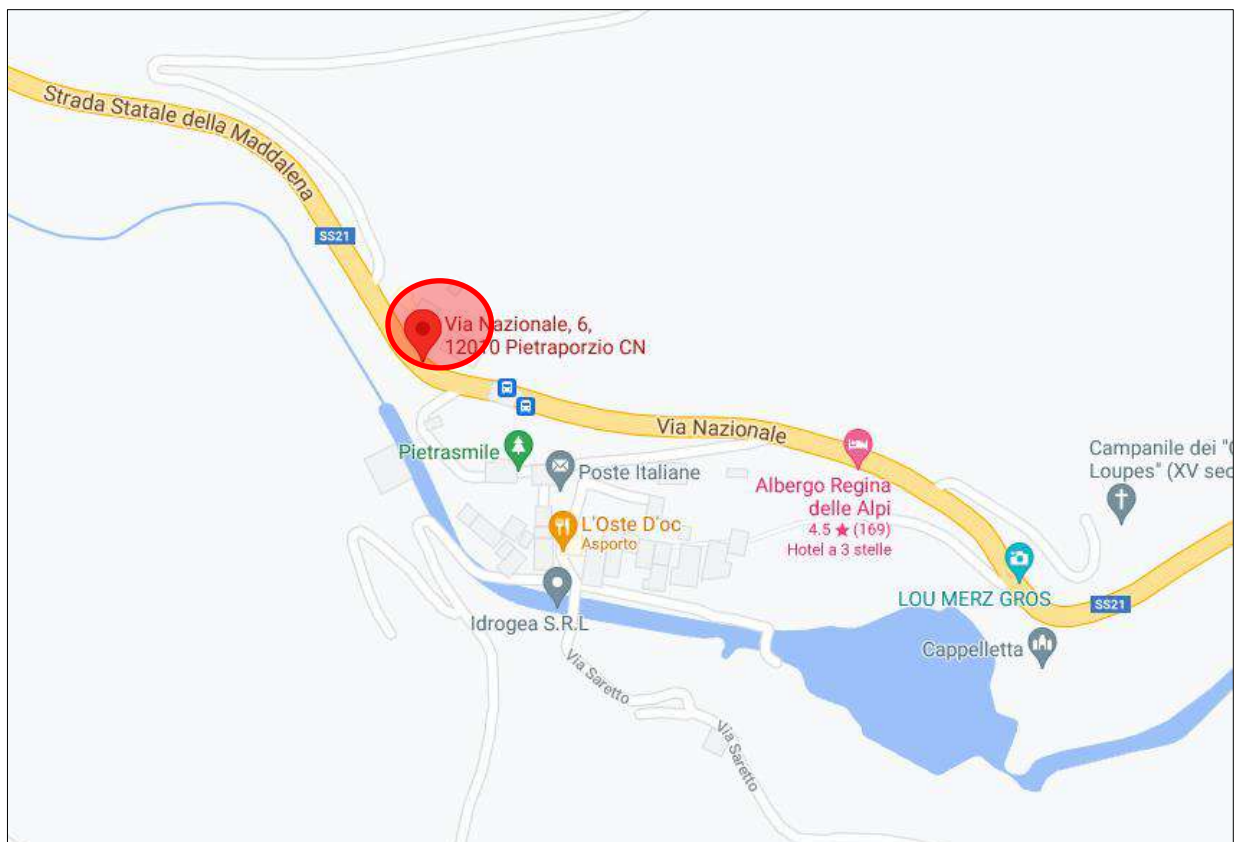 Strada Statale della Maddalena
SS21
Via Nazionale, 6,
12010 Pietraporzio CN
Via Nazionale
Pietrasmile
Poste Italiane
Campanile dei "
Loupes" (XV sec
Albergo Regina
delle Alpi
4.5 ★ (169)
Hotel a 3 stelle
L'Oste D'oc
Asporto
LOU MERZ GROS
SS21
Idrogea S.R.L
Cappelletta
Via Saretto
Via Saretto